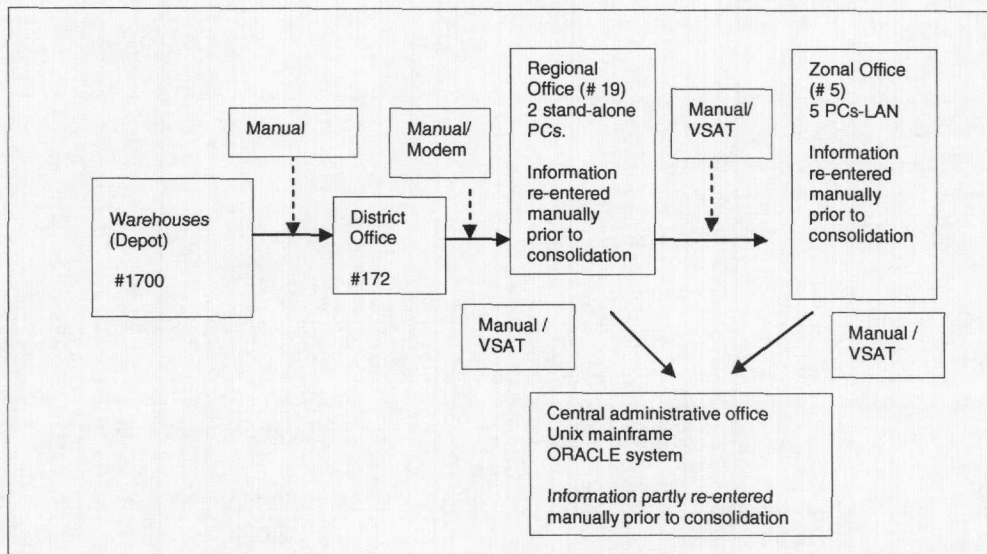 Manual
Manual/
Modem
Regional
Office (# 19)
2 stand-alone
PCs.
Information
re-entered
manually
prior to
consolidation
Manual/
VSAT
Zonal Office
(# 5)
5 PCs-LAN
Information
re-entered
manually
prior to
consolidation
Warehouses
(Depot)
#1700
District
Office
#172
Manual /
VSAT
Manual /
VSAT
Central administrative office
Unix mainframe
ORACLE system
Information partly re-entered
manually prior to consolidation